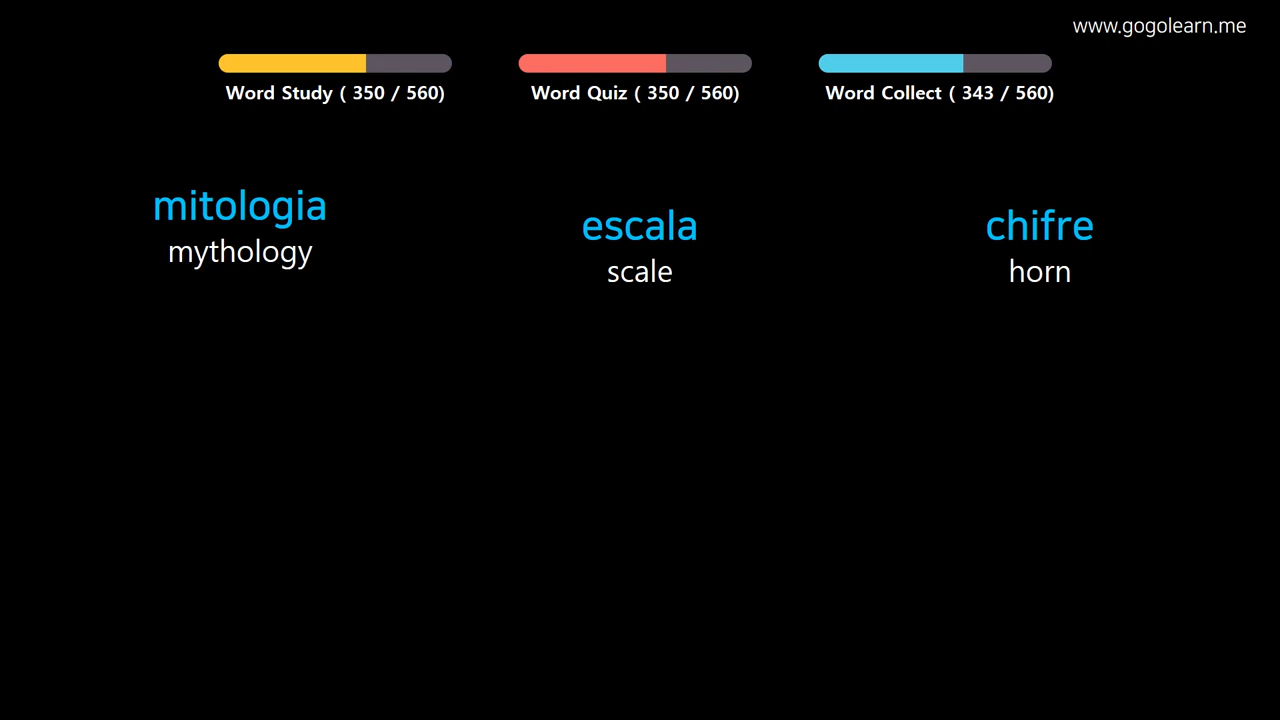 www.gogolearn.me
Word Study ( 350 / 560)
Word Quiz ( 350 / 560)
Word Collect ( 343 / 560)
mitologia
mythology
escala
scale
chifre
horn